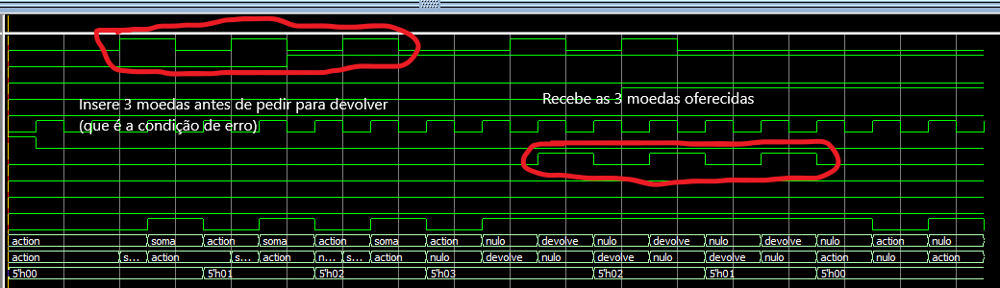 Insere 3 moedas antes de pedir para devolver
(que é a condição de erro)
Recebe as 3 moedas oferecidas
action soma action soma action soma action nulo devolve nulo devolve nulo devolve nulo action nulo
action s... action s... action n... s... action nulo devolve nulo devolve nulo devolve nulo action nulo action
5'h00 5'h01 5'h02 5'h03 5'h02 5'h01 5'h00